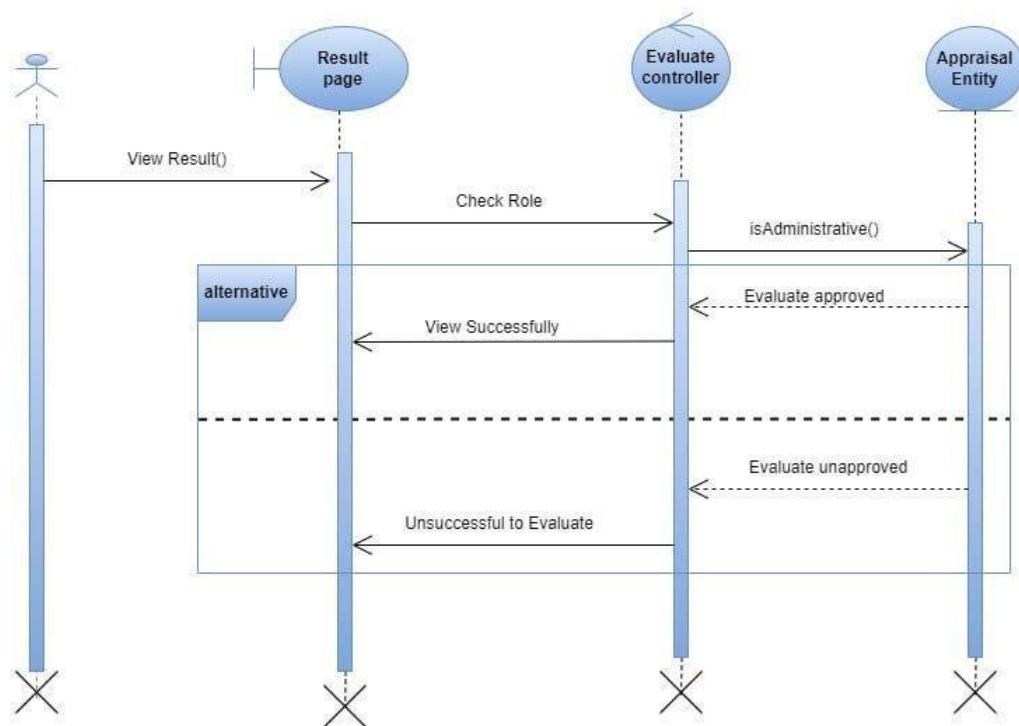 Result
page
Evaluate
controller
Appraisal
Entity
View Result()
Check Role
isAdministrative()
alternative
Evaluate approved
View Successfully
Evaluate unapproved
Unsuccessful to Evaluate